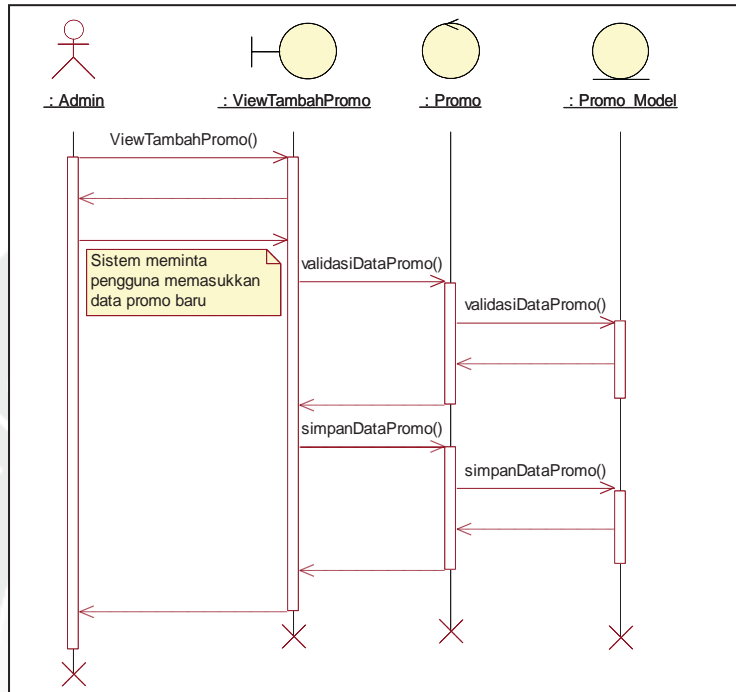 : Admin
: ViewTambahPromo
: Promo
: Promo_Model
ViewTambahPromo()
Sistem meminta
pengguna memasukkan
data promo baru
validasiDataPromo()
validasiDataPromo()
simpanDataPromo()
simpanDataPromo()